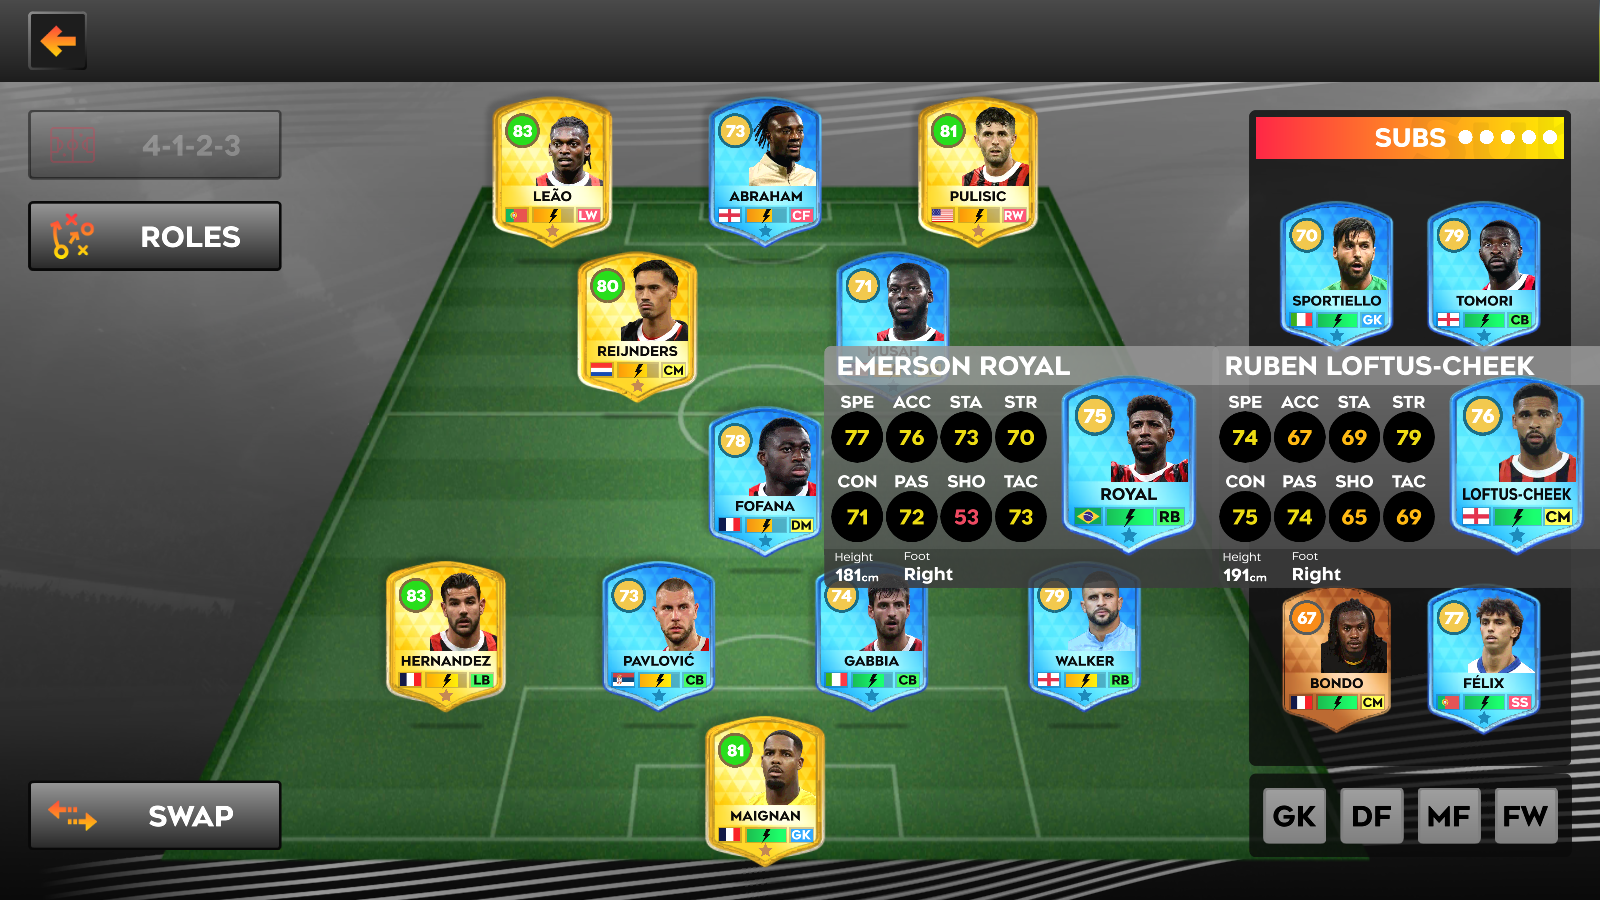 4-1-2-3
ROLES
83
LEÃO
LW
73
ABRAHAM
CF
81
PULISIC
RW
SUBS
70
SPORTIELLO
GK
79
TOMORI
CB
80
REIJNDERS
CM
71
MUSAH
EMERSON ROYAL
SPE ACC STA STR
77 76 73 70
CON PAS SHO TAC
71 72 53 73
Height Foot
181cm Right
75
ROYAL
RB
RUBEN LOFTUS-CHEEK
SPE ACC STA STR
74 67 69 79
CON PAS SHO TAC
75 74 65 69
Height Foot
191cm Right
76
LOFTUS-CHEEK
CM
78
FOFANA
DM
83
HERNANDEZ
LB
73
PAVLOVIĆ
CB
74
GABBIA
CB
79
WALKER
RB
67
BONDO
CM
77
FÉLIX
SS
81
MAIGNAN
GK
SWAP
GK DF MF FW